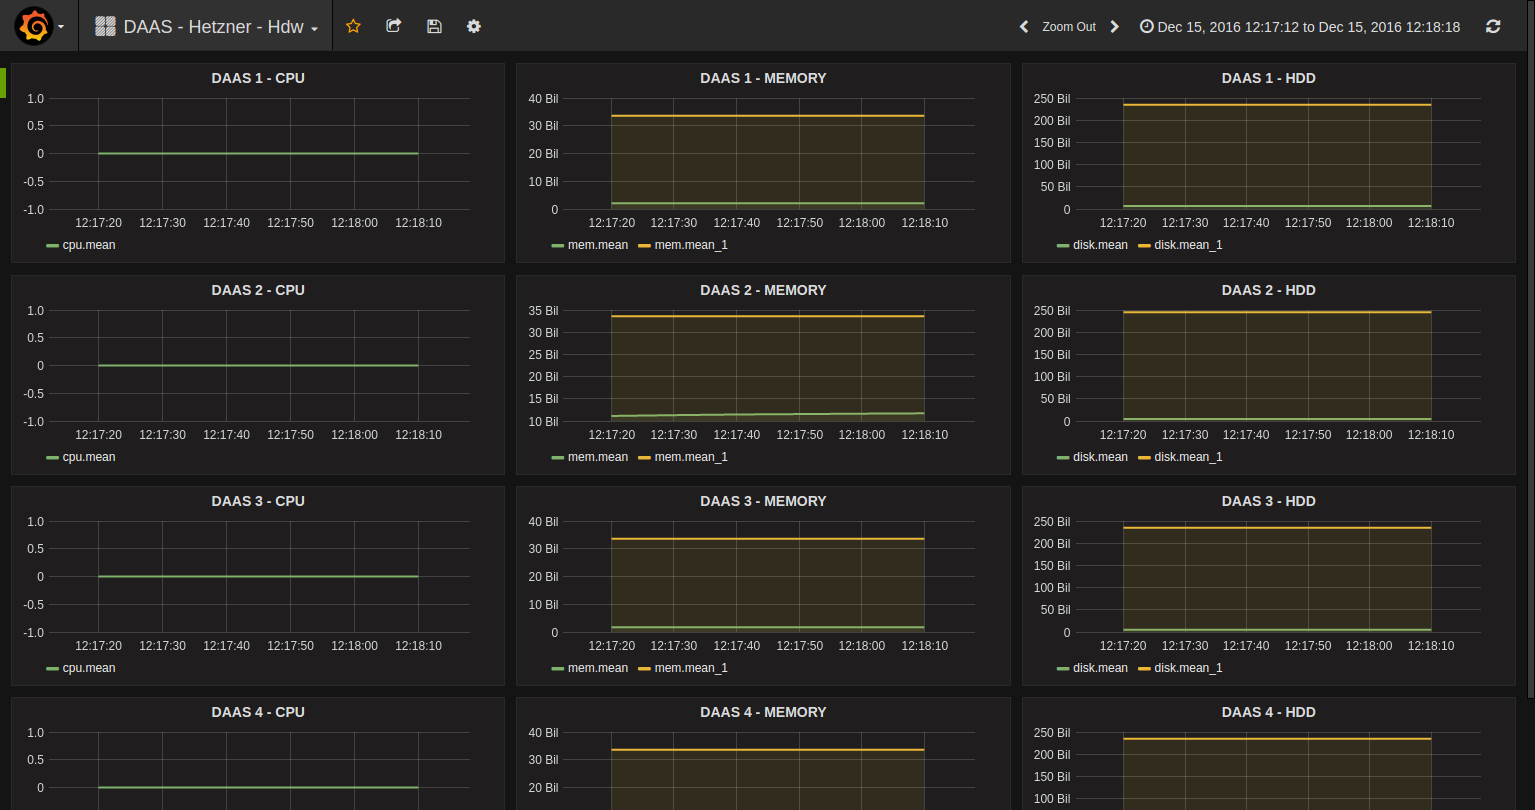 DAAS - Hetzner - Hdw
Zoom Out
Dec 15, 2016 12:17:12 to Dec 15, 2016 12:18:18
DAAS 1 - CPU
1.0
0.5
0
-0.5
-1.0
12:17:20 12:17:30 12:17:40 12:17:50 12:18:00 12:18:10
cpu.mean
DAAS 1 - MEMORY
40 Bil
30 Bil
20 Bil
10 Bil
0
12:17:20 12:17:30 12:17:40 12:17:50 12:18:00 12:18:10
mem.mean mem.mean_1
DAAS 1 - HDD
250 Bil
200 Bil
150 Bil
100 Bil
50 Bil
0
12:17:20 12:17:30 12:17:40 12:17:50 12:18:00 12:18:10
disk.mean disk.mean_1
DAAS 2 - CPU
1.0
0.5
0
-0.5
-1.0
12:17:20 12:17:30 12:17:40 12:17:50 12:18:00 12:18:10
cpu.mean
DAAS 2 - MEMORY
35 Bil
30 Bil
25 Bil
20 Bil
15 Bil
10 Bil
12:17:20 12:17:30 12:17:40 12:17:50 12:18:00 12:18:10
mem.mean mem.mean_1
DAAS 2 - HDD
250 Bil
200 Bil
150 Bil
100 Bil
50 Bil
0
12:17:20 12:17:30 12:17:40 12:17:50 12:18:00 12:18:10
disk.mean disk.mean_1
DAAS 3 - CPU
1.0
0.5
0
-0.5
-1.0
12:17:20 12:17:30 12:17:40 12:17:50 12:18:00 12:18:10
cpu.mean
DAAS 3 - MEMORY
40 Bil
30 Bil
20 Bil
10 Bil
0
12:17:20 12:17:30 12:17:40 12:17:50 12:18:00 12:18:10
mem.mean mem.mean_1
DAAS 3 - HDD
250 Bil
200 Bil
150 Bil
100 Bil
50 Bil
0
12:17:20 12:17:30 12:17:40 12:17:50 12:18:00 12:18:10
disk.mean disk.mean_1
DAAS 4 - CPU
1.0
0.5
0
DAAS 4 - MEMORY
40 Bil
30 Bil
20 Bil
DAAS 4 - HDD
250 Bil
200 Bil
150 Bil
100 Bil